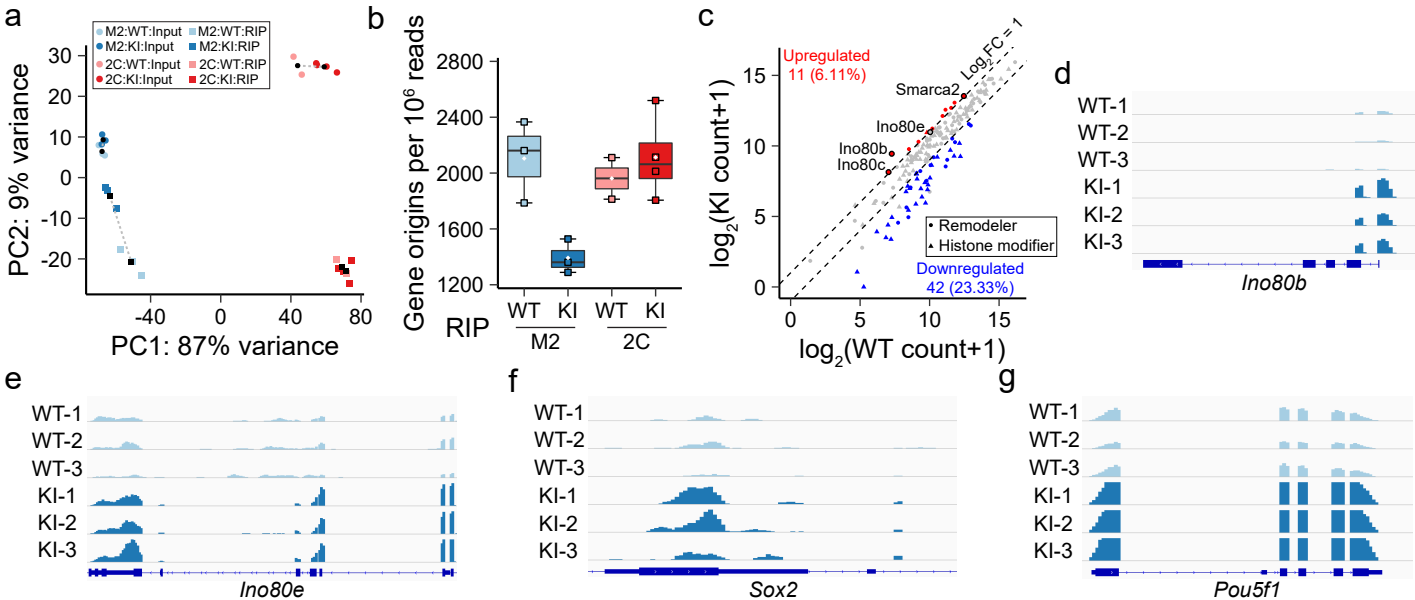 a
M2:WT:Input M2:WT:RIP
M2:KI:Input M2:KI:RIP
2C:WT:Input 2C:WT:RIP
2C:KI:Input 2C:KI:RIP
PC2: 9% variance
30
20
10
0
-10
-20
-40 0 40 80
PC1: 87% variance
b
Gene origins per 10⁶ reads
2800
2400
2000
1600
1200
WT KI WT KI
RIP
M2 2C
c
Upregulated
11 (6.11%)
Log₂FC = 1
Smarca2
Ino80e
Ino80b
Ino80c
Remodeler
Histone modifier
Downregulated
42 (23.33%)
log₂(KI count+1)
15
10
5
0
0 5 10 15
log₂(WT count+1)
d
WT-1
WT-2
WT-3
KI-1
KI-2
KI-3
Ino80b
e
WT-1
WT-2
WT-3
KI-1
KI-2
KI-3
Ino80e
f
WT-1
WT-2
WT-3
KI-1
KI-2
KI-3
Sox2
g
WT-1
WT-2
WT-3
KI-1
KI-2
KI-3
Pou5f1